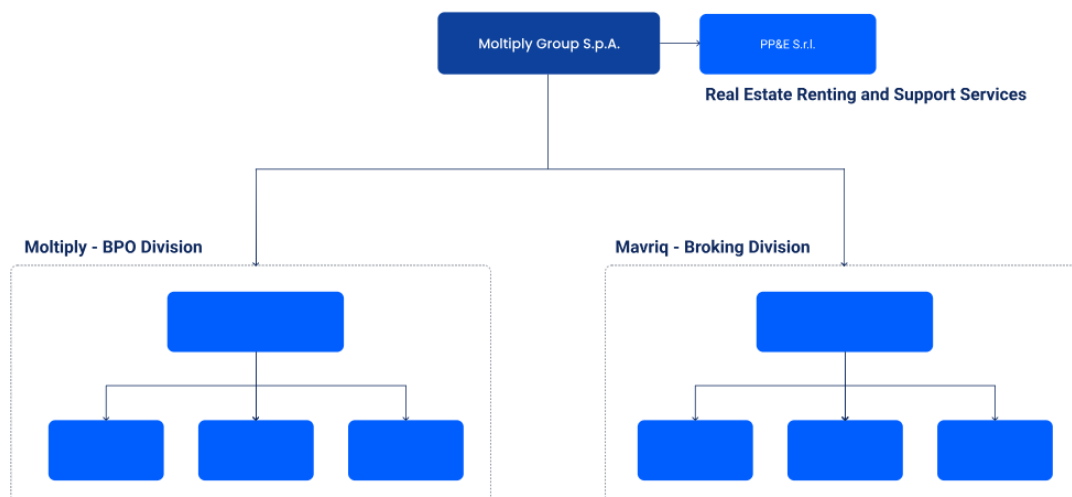 Moltiply Group S.p.A.
PP&E S.r.l.
Real Estate Renting and Support Services
Moltiply - BPO Division
Mavriq - Broking Division